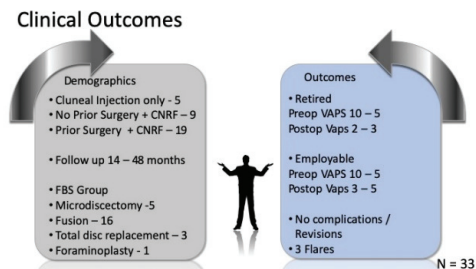 Clinical Outcomes
Demographics
• Cluneal Injection only - 5
• No Prior Surgery + CNRF – 9
• Prior Surgery + CNRF – 19
• Follow up 14 – 48 months
• FBS Group
• Microdiscectomy -5
• Fusion – 16
• Total disc replacement – 3
• Foraminoplasty - 1
Outcomes
• Retired
Preop VAPS 10 – 5
Postop Vaps 2 – 3
• Employable
Preop VAPS 10 – 5
Postop VAPS 3 – 5
• No complications /
Revisions
• 3 Flares
N = 33